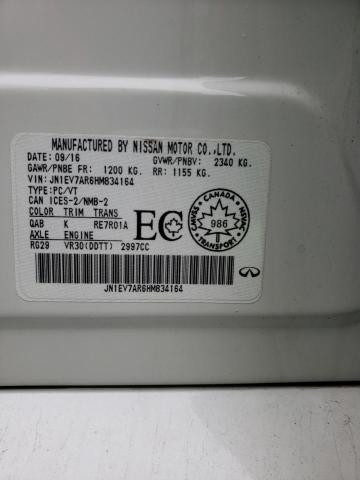 MANUFACTURED BY NISSAN MOTOR CO.,LTD.
DATE: 09/16 GVWR/PNBV: 2340 KG.
GAWR/PNBE FR: 1200 KG. RR: 1155 KG.
VIN: JN1EV7AR6HM834164
TYPE: PC/VT
CAN ICES-2/NMB-2
COLOR TRIM TRANS
QAB K RE7R01A
AXLE ENGINE
RG29 VR30(DDTT) 2997CC
EC
CMVSS CANADA NSVAC
986
TRANSPORT
JN1EV7AR6HM834164